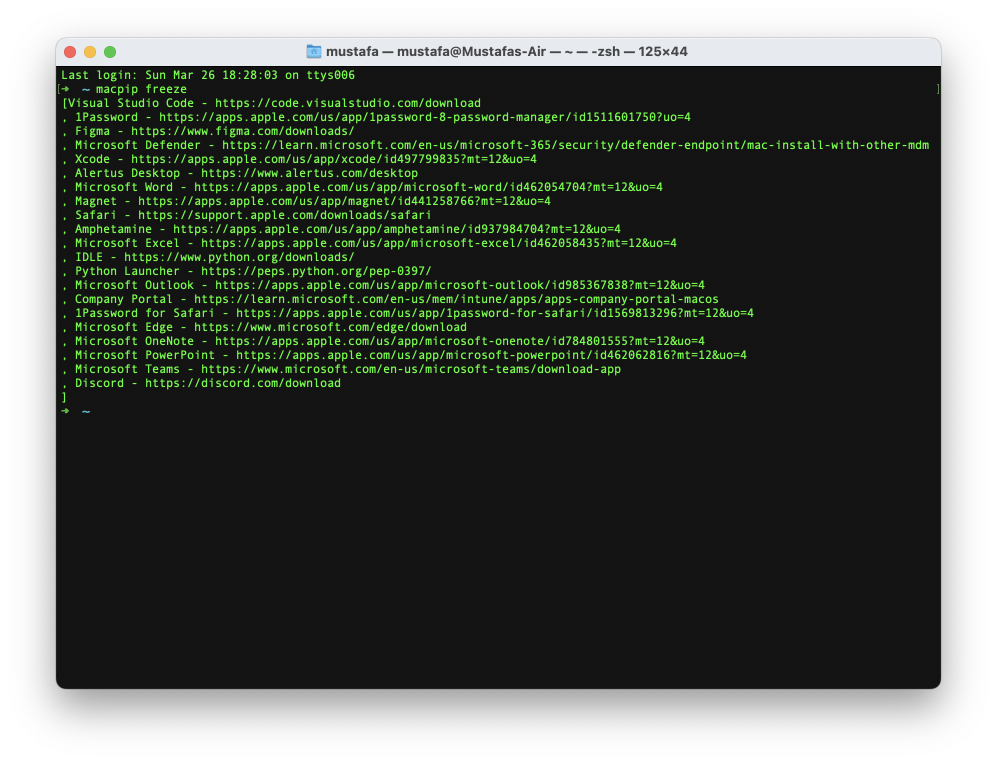 mustafa — mustafa@Mustafas-Air — ~ — -zsh — 125×44
Last login: Sun Mar 26 18:28:03 on ttys006
[➜  ~ macpip freeze ]
[Visual Studio Code - https://code.visualstudio.com/download
, 1Password - https://apps.apple.com/us/app/1password-8-password-manager/id1511601750?uo=4
, Figma - https://www.figma.com/downloads/
, Microsoft Defender - https://learn.microsoft.com/en-us/microsoft-365/security/defender-endpoint/mac-install-with-other-mdm
, Xcode - https://apps.apple.com/us/app/xcode/id497799835?mt=12&uo=4
, Alertus Desktop - https://www.alertus.com/desktop
, Microsoft Word - https://apps.apple.com/us/app/microsoft-word/id462054704?mt=12&uo=4
, Magnet - https://apps.apple.com/us/app/magnet/id441258766?mt=12&uo=4
, Safari - https://support.apple.com/downloads/safari
, Amphetamine - https://apps.apple.com/us/app/amphetamine/id937984704?mt=12&uo=4
, Microsoft Excel - https://apps.apple.com/us/app/microsoft-excel/id462058435?mt=12&uo=4
, IDLE - https://www.python.org/downloads/
, Python Launcher - https://peps.python.org/pep-0397/
, Microsoft Outlook - https://apps.apple.com/us/app/microsoft-outlook/id985367838?mt=12&uo=4
, Company Portal - https://learn.microsoft.com/en-us/mem/intune/apps/apps-company-portal-macos
, 1Password for Safari - https://apps.apple.com/us/app/1password-for-safari/id1569813296?mt=12&uo=4
, Microsoft Edge - https://www.microsoft.com/edge/download
, Microsoft OneNote - https://apps.apple.com/us/app/microsoft-onenote/id784801555?mt=12&uo=4
, Microsoft PowerPoint - https://apps.apple.com/us/app/microsoft-powerpoint/id462062816?mt=12&uo=4
, Microsoft Teams - https://www.microsoft.com/en-us/microsoft-teams/download-app
, Discord - https://discord.com/download
]
➜  ~